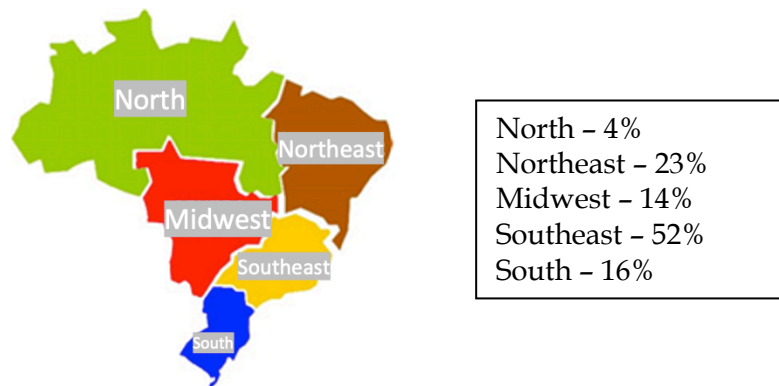 North
Northeast
Midwest
Southeast
South
North – 4%
Northeast – 23%
Midwest – 14%
Southeast – 52%
South – 16%